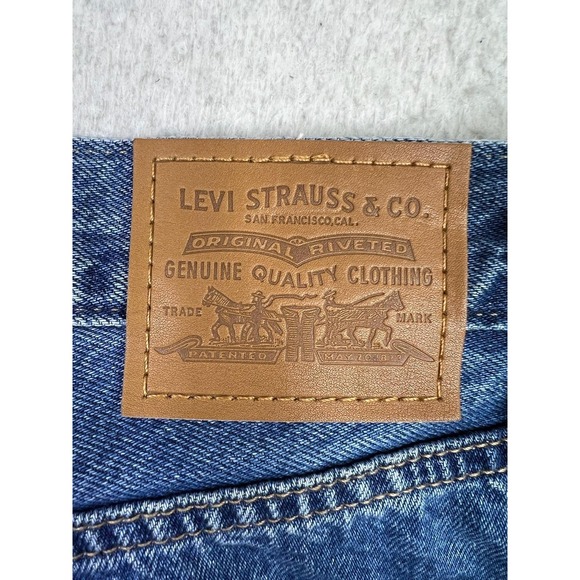 LEVI STRAUSS & CO.
SAN FRANCISCO, CAL.
ORIGINAL RIVETED
GENUINE QUALITY CLOTHING
TRADE MARK
PATENTED MAY 20 1873